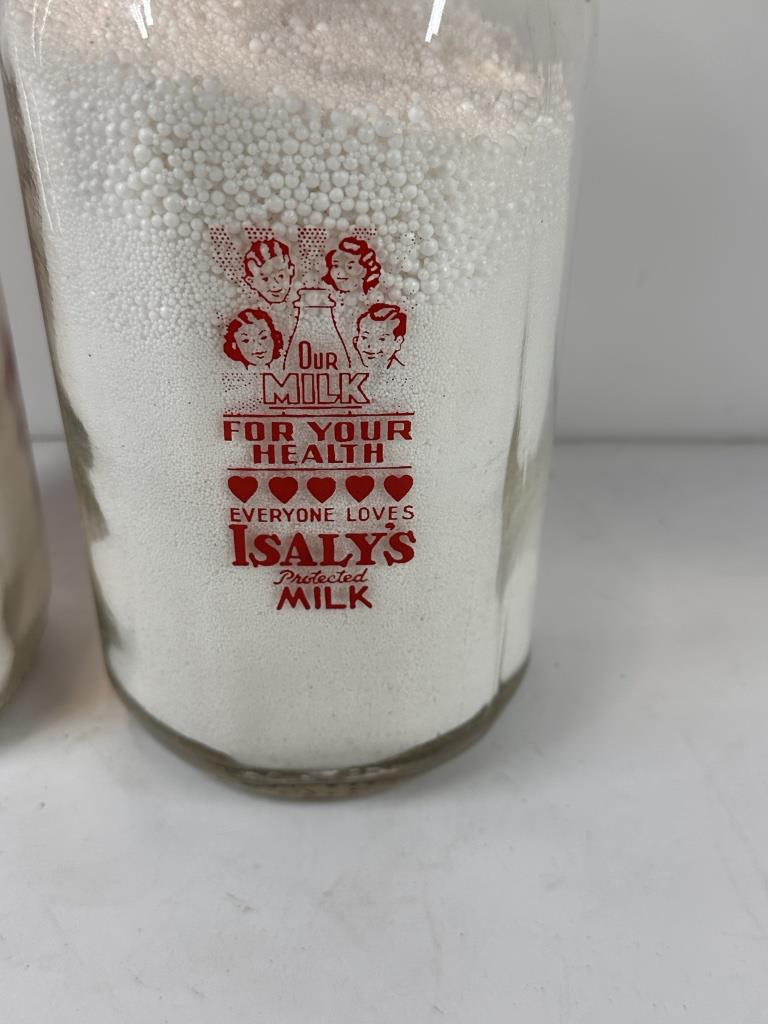 OUR
MILK
FOR YOUR
HEALTH
EVERYONE LOVES
ISALY'S
Protected
MILK